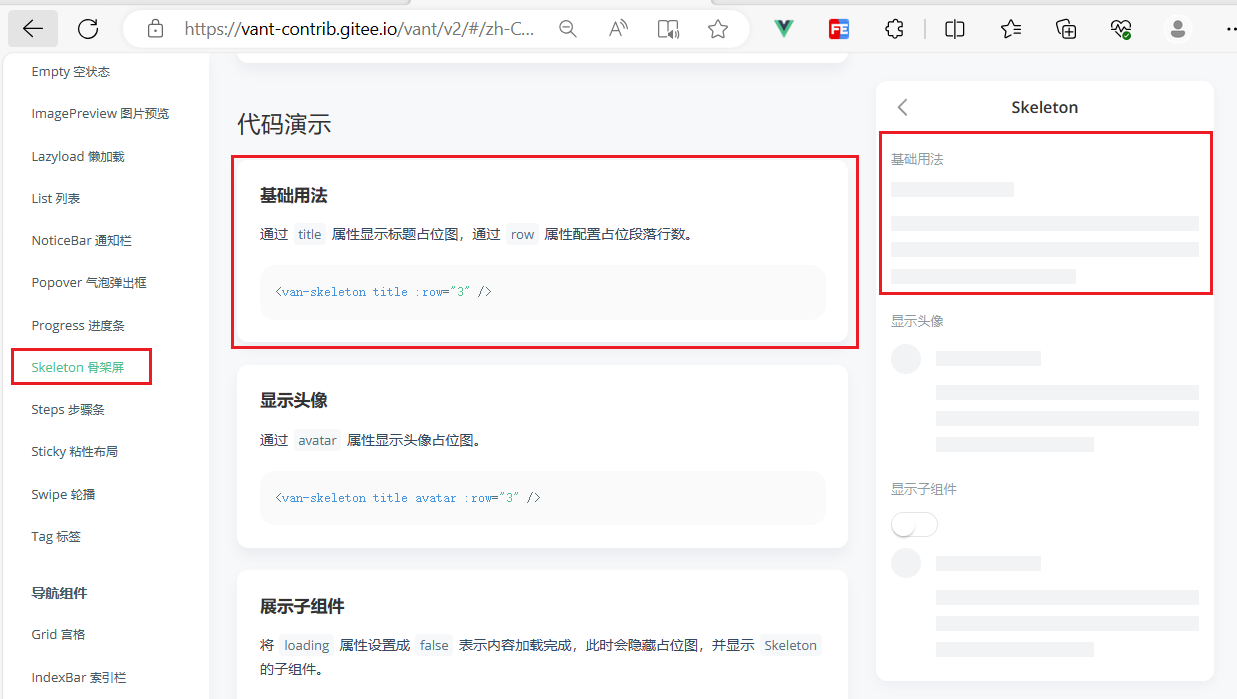 https://vant-contrib.gitee.io/vant/v2/#/zh-C...
FE
Empty 空状态
ImagePreview 图片预览
Lazyload 懒加载
List 列表
NoticeBar 通知栏
Popover 气泡弹出框
Progress 进度条
Skeleton 骨架屏
Steps 步骤条
Sticky 粘性布局
Swipe 轮播
Tag 标签
导航组件
Grid 宫格
IndexBar 索引栏
代码演示
基础用法
通过 title 属性显示标题占位图，通过 row 属性配置占位段落行数。
<van-skeleton title :row="3" />
显示头像
通过 avatar 属性显示头像占位图。
<van-skeleton title avatar :row="3" />
展示子组件
将 loading 属性设置成 false 表示内容加载完成，此时会隐藏占位图，并显示 Skeleton
的子组件。
Skeleton
基础用法
显示头像
显示子组件